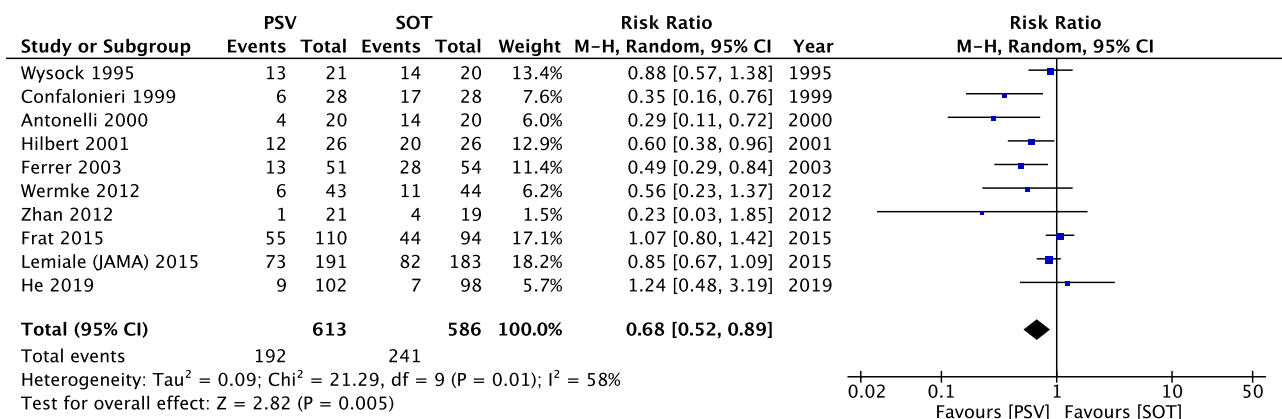 PSV SOT Risk Ratio Risk Ratio
Study or Subgroup Events Total Events Total Weight M-H, Random, 95% CI Year M-H, Random, 95% CI
Wysock 1995 13 21 14 20 13.4% 0.88 [0.57, 1.38] 1995
Confalonieri 1999 6 28 17 28 7.6% 0.35 [0.16, 0.76] 1999
Antonelli 2000 4 20 14 20 6.0% 0.29 [0.11, 0.72] 2000
Hilbert 2001 12 26 20 26 12.9% 0.60 [0.38, 0.96] 2001
Ferrer 2003 13 51 28 54 11.4% 0.49 [0.29, 0.84] 2003
Wermke 2012 6 43 11 44 6.2% 0.56 [0.23, 1.37] 2012
Zhan 2012 1 21 4 19 1.5% 0.23 [0.03, 1.85] 2012
Frat 2015 55 110 44 94 17.1% 1.07 [0.80, 1.42] 2015
Lemiale (JAMA) 2015 73 191 82 183 18.2% 0.85 [0.67, 1.09] 2015
He 2019 9 102 7 98 5.7% 1.24 [0.48, 3.19] 2019
Total (95% CI) 613 586 100.0% 0.68 [0.52, 0.89]
Total events 192 241
Heterogeneity: Tau² = 0.09; Chi² = 21.29, df = 9 (P = 0.01); I² = 58%
Test for overall effect: Z = 2.82 (P = 0.005)
0.02 0.1 1 10 50
Favours [PSV] Favours [SOT]